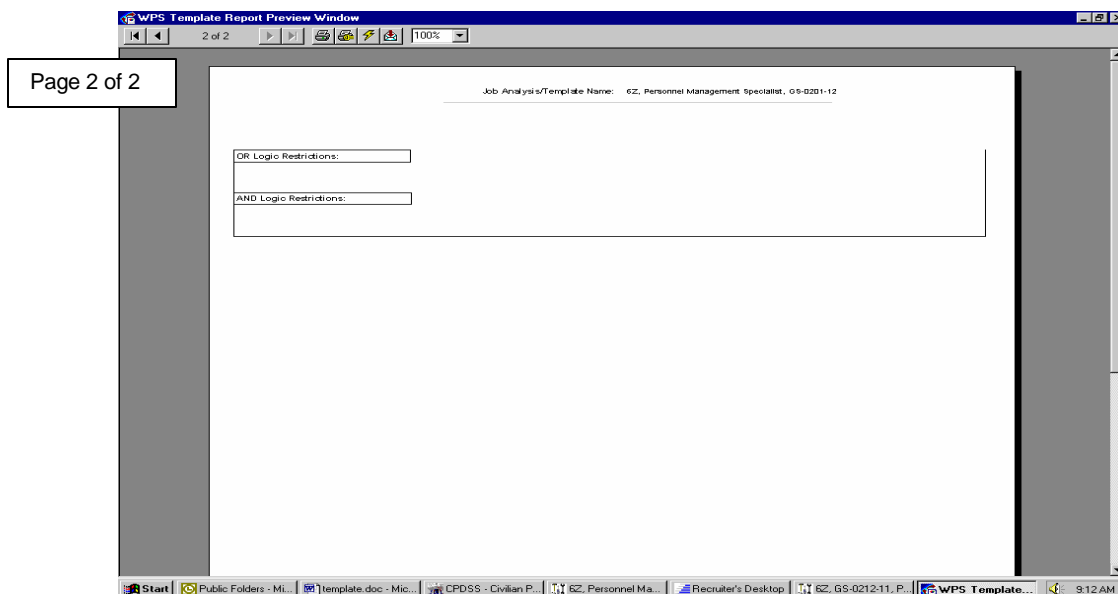 WPS Template Report Preview Window
2 of 2
100%
Page 2 of 2
Job Analysis/Template Name: 6Z, Personnel Management Specialist, GS-0201-12
OR Logic Restrictions:
AND Logic Restrictions:
Start Public Folders - Mi... template.doc - Mic... CPDSS - Civilian P... 6Z, Personnel Ma... Recruiter's Desktop 6Z, GS-0212-11, P... WPS Template... 9:12 AM